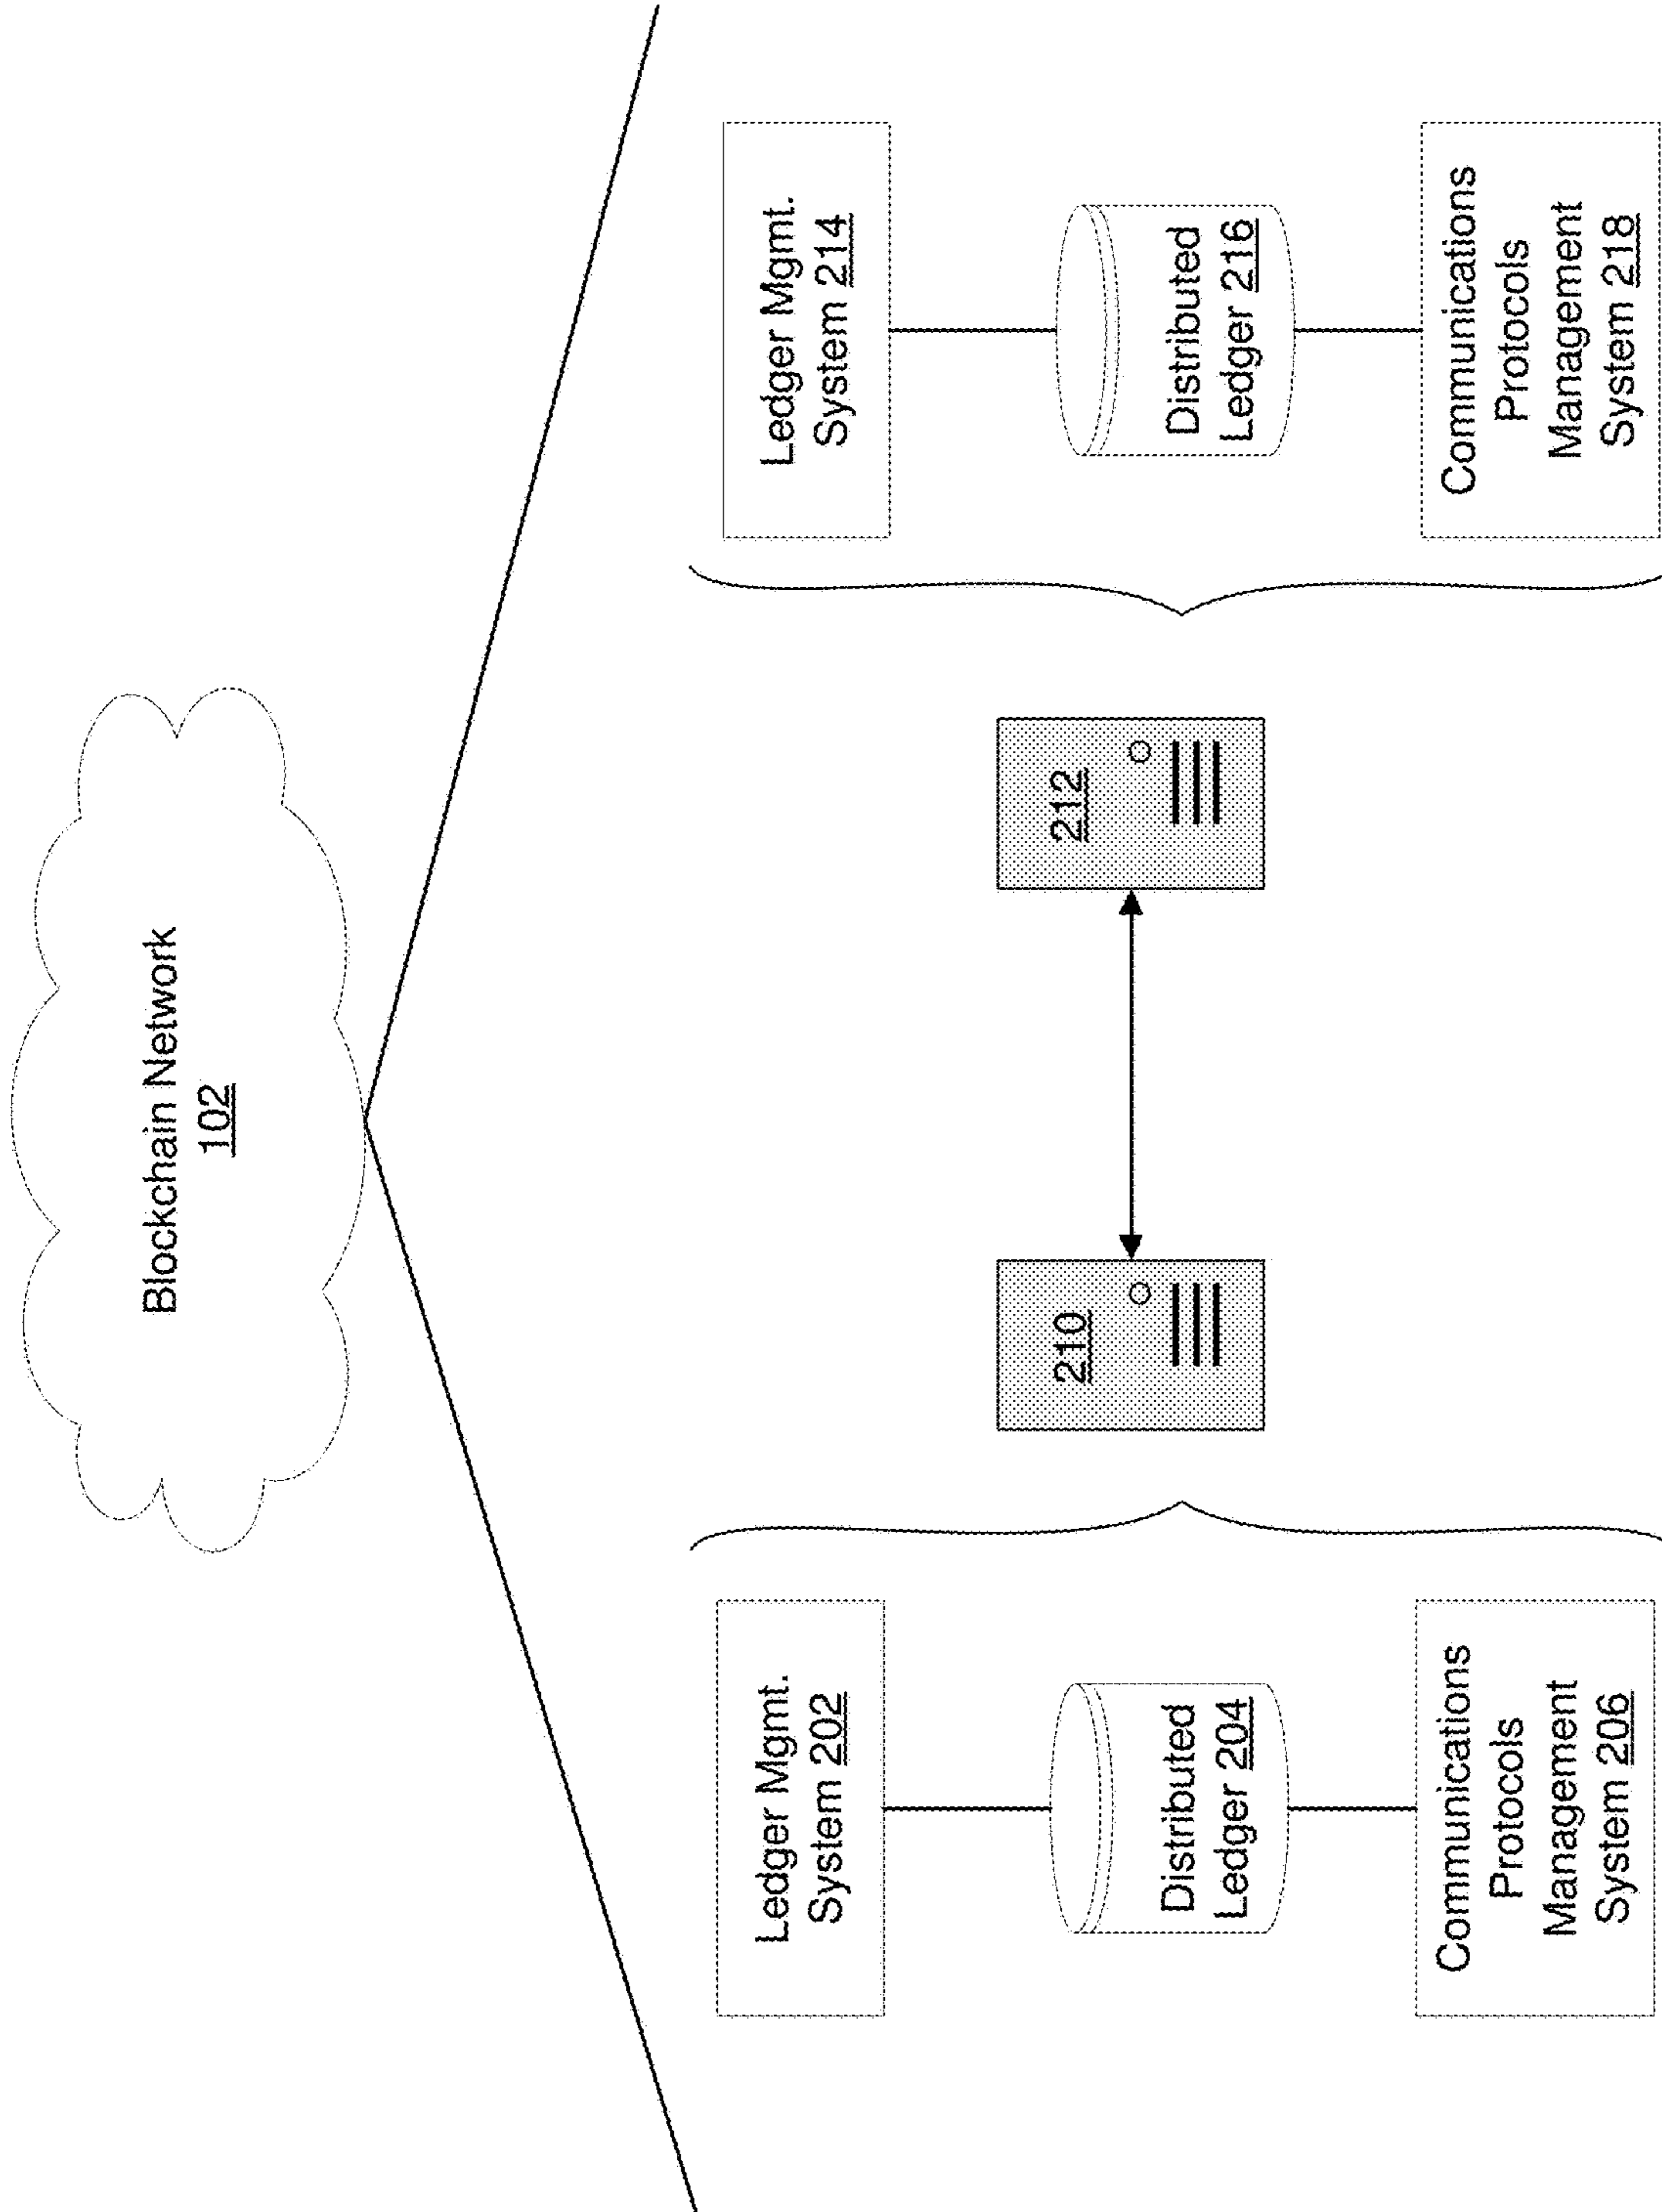 Blockchain Network
102
Ledger Mgmt.
System 202
Distributed
Ledger 204
Communications
Protocols
Management
System 206
210
212
Ledger Mgmt.
System 214
Distributed
Ledger 216
Communications
Protocols
Management
System 218